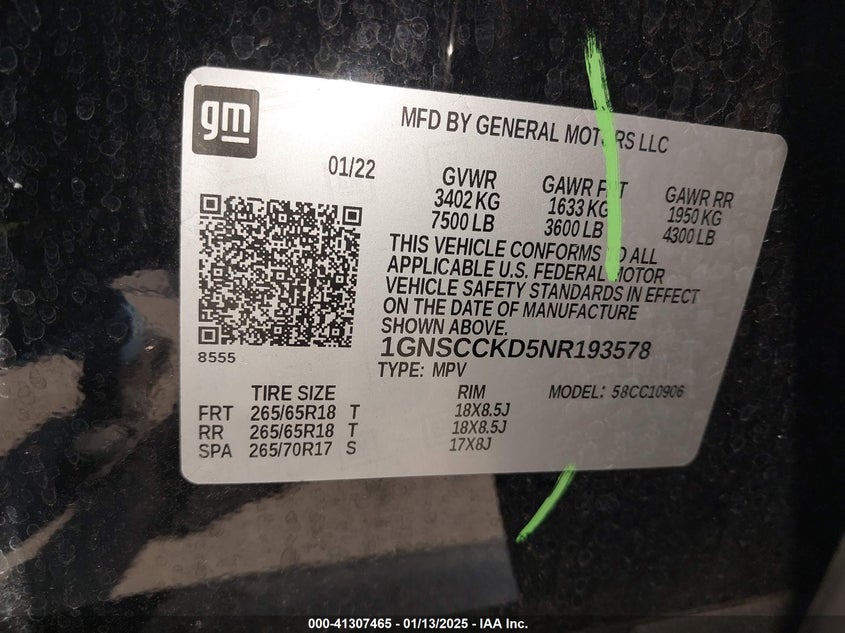 gm
MFD BY GENERAL MOTORS LLC
01/22
GVWR
3402 KG
7500 LB
GAWR FRT
1633 KG
3600 LB
GAWR RR
1950 KG
4300 LB
THIS VEHICLE CONFORMS TO ALL
APPLICABLE U.S. FEDERAL MOTOR
VEHICLE SAFETY STANDARDS IN EFFECT
ON THE DATE OF MANUFACTURE
SHOWN ABOVE.
8555
1GNSCCKD5NR193578
TYPE: MPV
TIRE SIZE RIM MODEL: 58CC10906
FRT 265/65R18 T 18X8.5J
RR 265/65R18 T 18X8.5J
SPA 265/70R17 S 17X8J
000-41307465 - 01/13/2025 - IAA Inc.